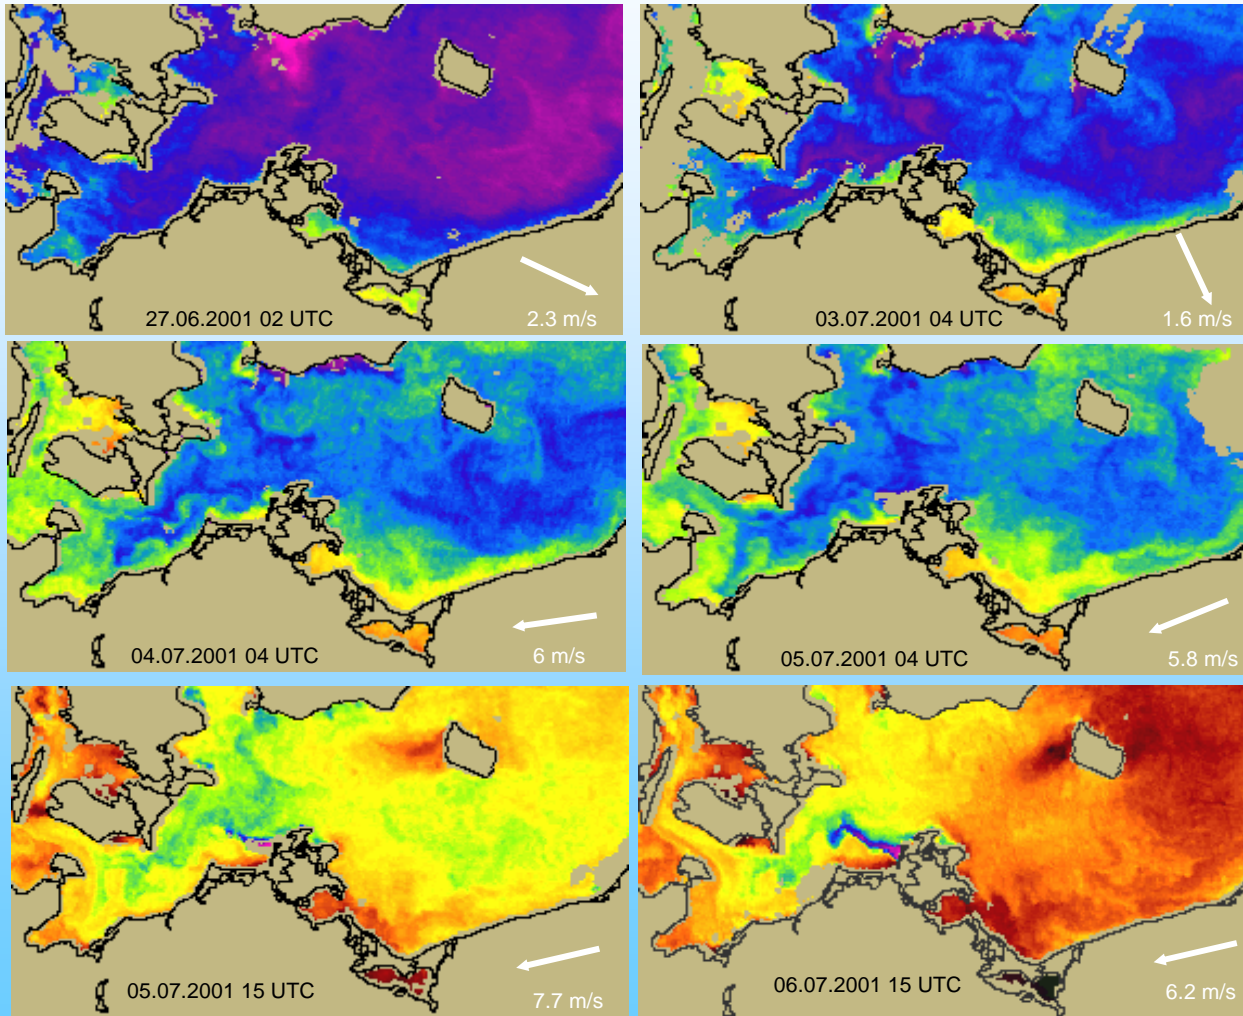 27.06.2001 02 UTC
2.3 m/s
03.07.2001 04 UTC
1.6 m/s
04.07.2001 04 UTC
6 m/s
05.07.2001 04 UTC
5.8 m/s
05.07.2001 15 UTC
7.7 m/s
06.07.2001 15 UTC
6.2 m/s